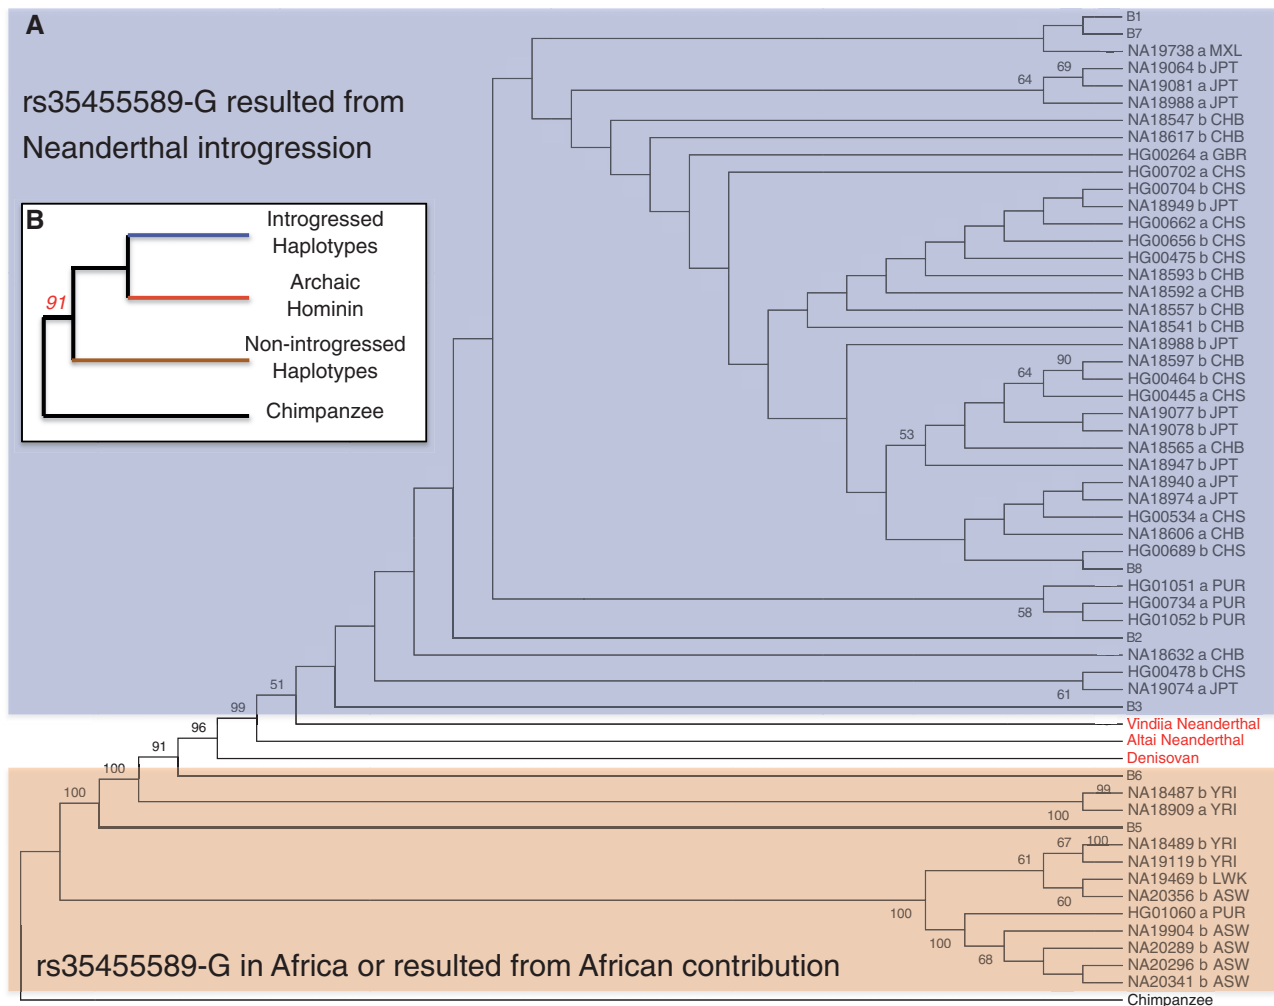 A
rs35455589-G resulted from
Neanderthal introgression
B
Introgressed
Haplotypes
Archaic
Hominin
91
Non-introgressed
Haplotypes
Chimpanzee
B1
B7
NA19738 a MXL
69
NA19064 b JPT
64
NA19081 a JPT
NA18988 a JPT
NA18547 b CHB
NA18617 b CHB
HG00264 a GBR
HG00702 a CHS
HG00704 b CHS
NA18949 b JPT
HG00662 a CHS
HG00656 b CHS
HG00475 b CHS
NA18593 b CHB
NA18592 a CHB
NA18557 b CHB
NA18541 b CHB
NA18988 b JPT
90
NA18597 b CHB
64
HG00464 b CHS
HG00445 a CHS
NA19077 b JPT
NA19078 b JPT
53
NA18565 a CHB
NA18947 b JPT
NA18940 a JPT
NA18974 a JPT
HG00534 a CHS
NA18606 a CHB
HG00689 b CHS
B8
HG01051 a PUR
HG00734 a PUR
58
HG01052 b PUR
B2
NA18632 a CHB
HG00478 b CHS
51
NA19074 a JPT
61
99
B3
96
Vindija Neanderthal
91
Altai Neanderthal
Denisovan
100
B6
100
99
NA18487 b YRI
NA18909 a YRI
100
B5
67
100
NA18489 b YRI
61
NA19119 b YRI
NA19469 b LWK
NA20356 b ASW
60
100
HG01060 a PUR
NA19904 b ASW
100
NA20289 b ASW
68
NA20296 b ASW
NA20341 b ASW
rs35455589-G in Africa or resulted from African contribution
Chimpanzee